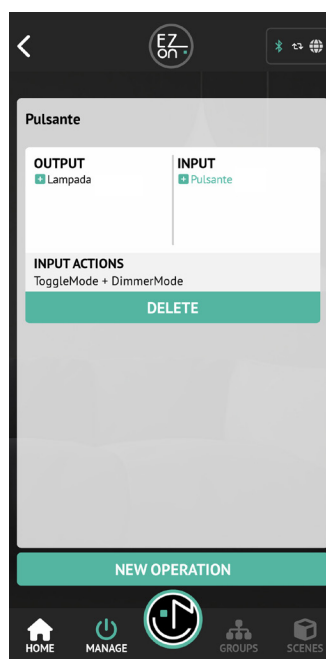 EZ
on
Pulsante
OUTPUT
Lampada
INPUT
Pulsante
INPUT ACTIONS
ToggleMode + DimmerMode
DELETE
NEW OPERATION
HOME
MANAGE
GROUPS
SCENES